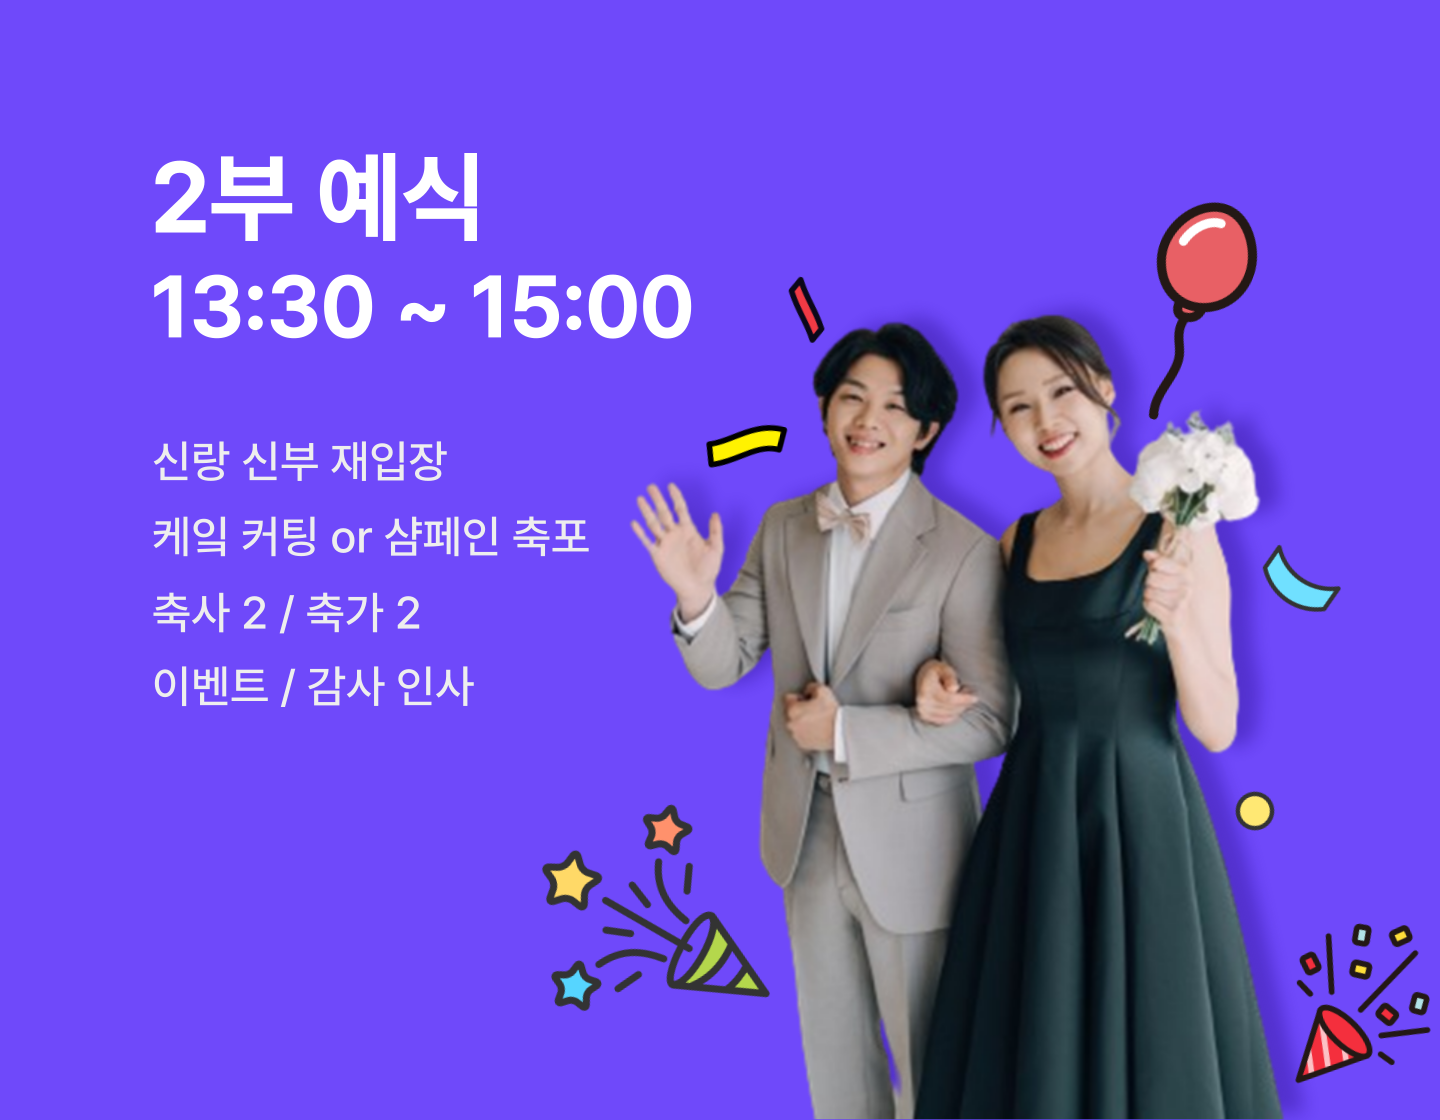 2부 예식
13:30 ~ 15:00
신랑 신부 재입장
케잌 커팅 or 샴페인 축포
축사 2 / 축가 2
이벤트 / 감사 인사